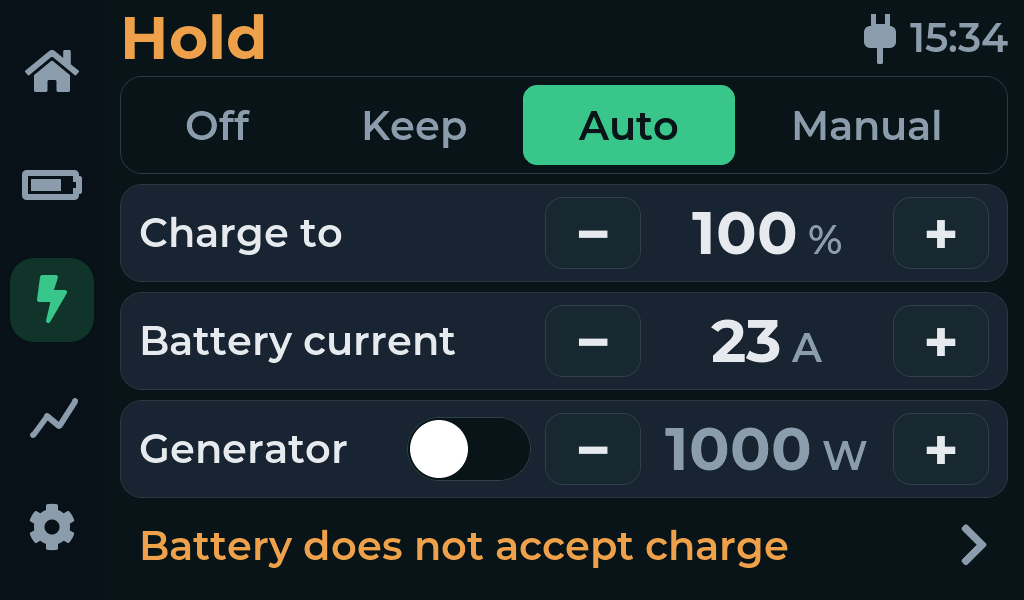 Hold
15:34
Off Keep Auto Manual
Charge to − 100 % +
Battery current − 23 A +
Generator − 1000 W +
Battery does not accept charge